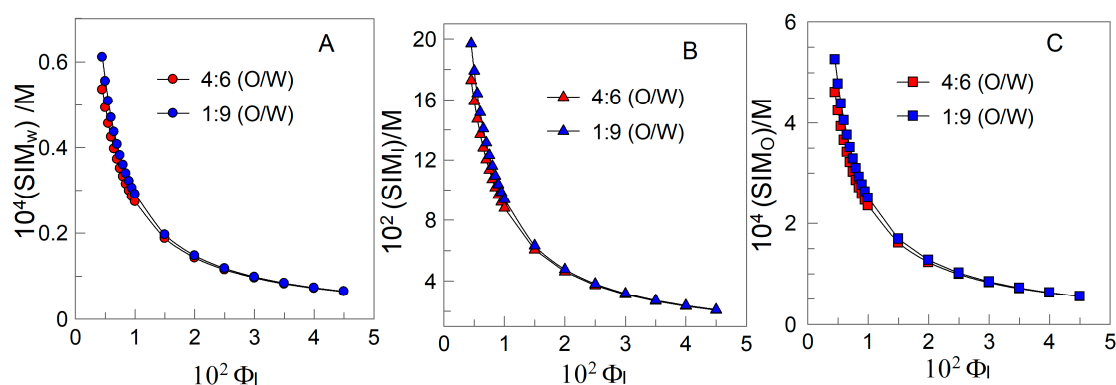 A
10⁴(SIM_w) /M
0.6
0.4
0.2
0
4:6 (O/W)
1:9 (O/W)
0 1 2 3 4 5
10² Φ_I
B
10² (SIM_I)/M
20
16
12
8
4
4:6 (O/W)
1:9 (O/W)
0 1 2 3 4 5
10² Φ_I
C
10⁴ (SIM_O)/M
6
4
2
0
4:6 (O/W)
1:9 (O/W)
0 1 2 3 4 5
10² Φ_I